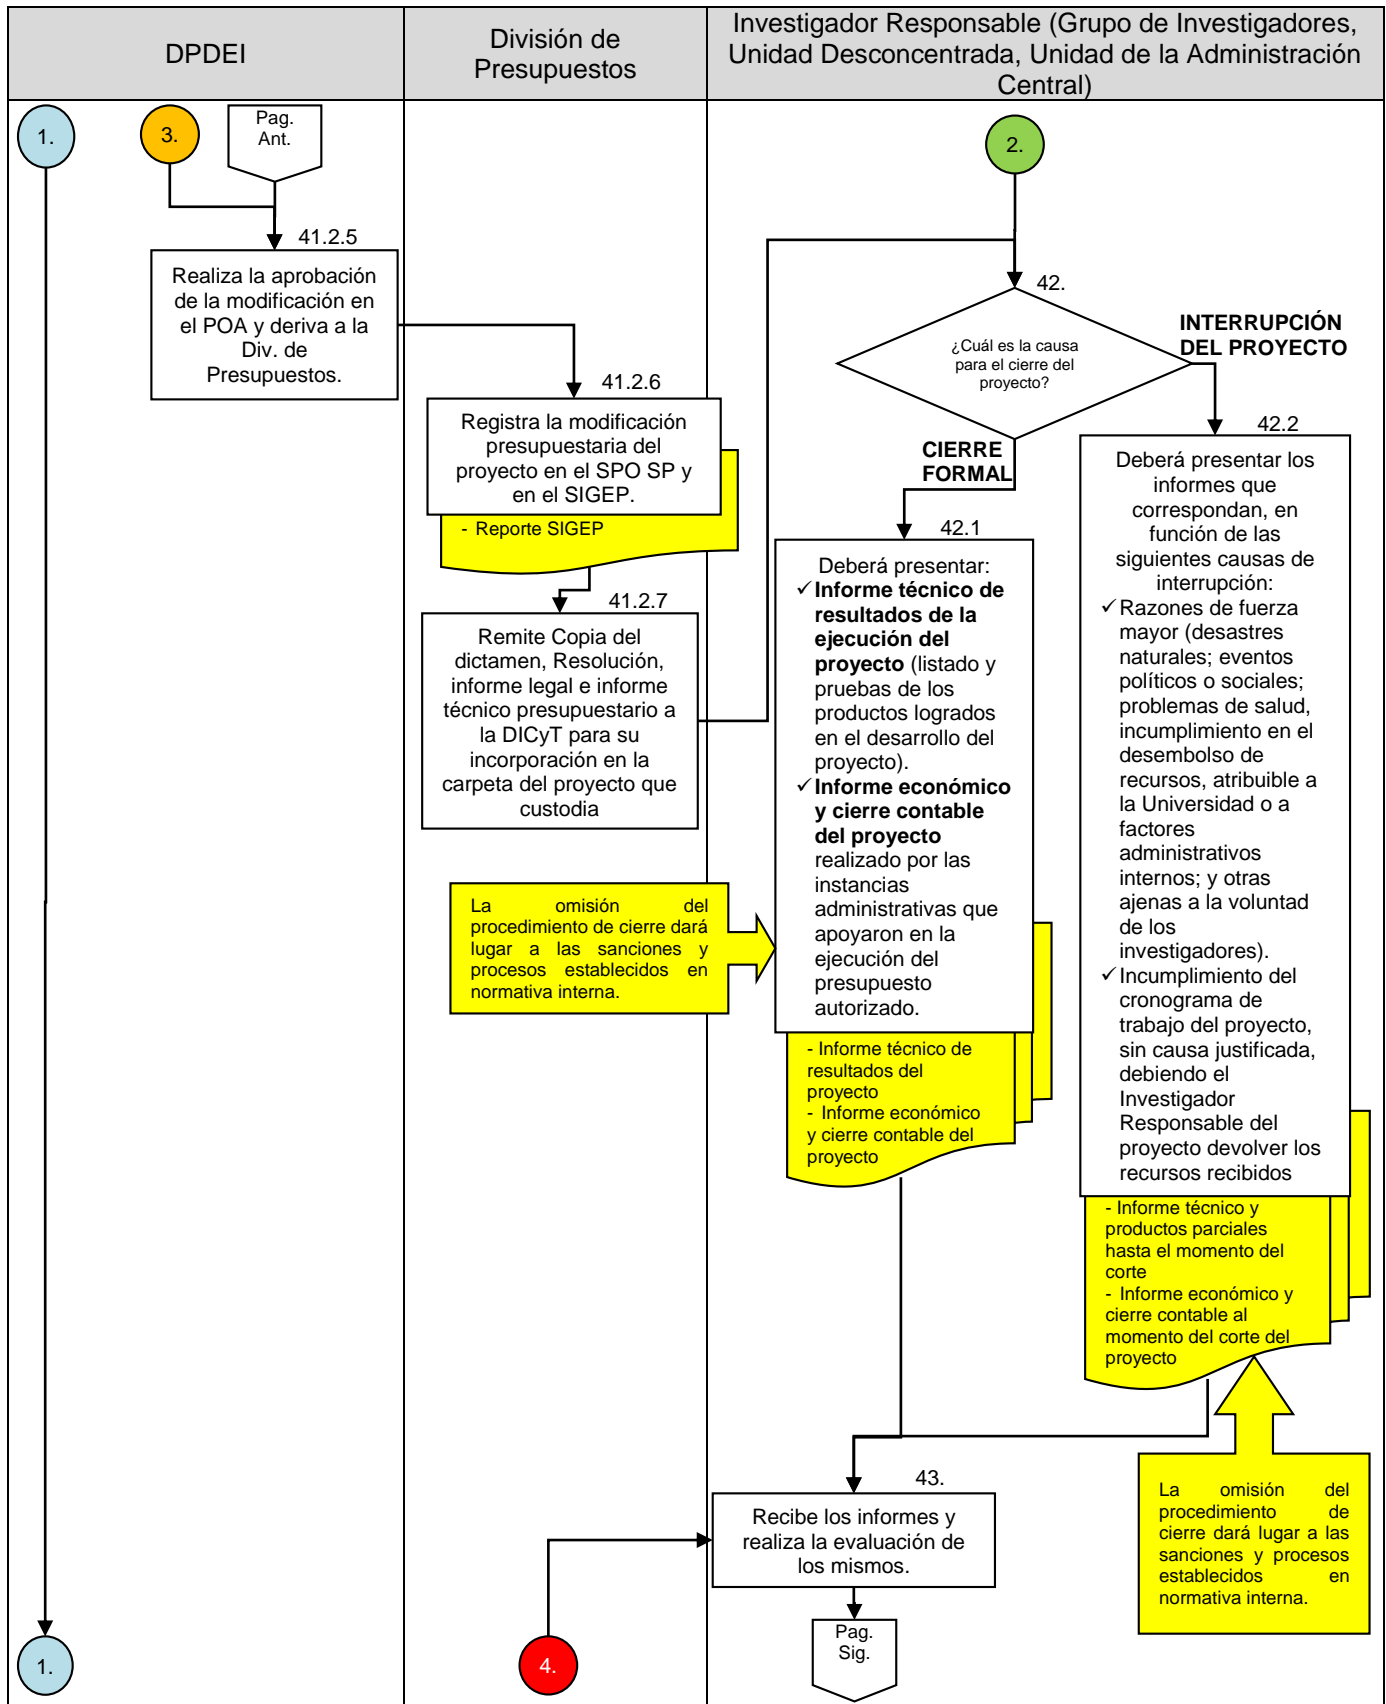 DPDEI
División de
Presupuestos
Investigador Responsable (Grupo de Investigadores,
Unidad Desconcentrada, Unidad de la Administración
Central)
1.
3.
Pag.
Ant.
2.
41.2.5
Realiza la aprobación
de la modificación en
el POA y deriva a la
Div. de
Presupuestos.
41.2.6
Registra la modificación
presupuestaria del
proyecto en el SPO SP y
en el SIGEP.
- Reporte SIGEP
41.2.7
Remite Copia del
dictamen, Resolución,
informe legal e informe
técnico presupuestario a
la DICyT para su
incorporación en la
carpeta del proyecto que
custodia
42.
¿Cuál es la causa
para el cierre del
proyecto?
INTERRUPCIÓN
DEL PROYECTO
CIERRE
FORMAL
42.1
Deberá presentar:
✓Informe técnico de
resultados de la
ejecución del
proyecto (listado y
pruebas de los
productos logrados
en el desarrollo del
proyecto).
✓Informe económico
y cierre contable
del proyecto
realizado por las
instancias
administrativas que
apoyaron en la
ejecución del
presupuesto
autorizado.
- Informe técnico de
resultados del
proyecto
- Informe económico
y cierre contable del
proyecto
La omisión del
procedimiento de cierre dará
lugar a las sanciones y
procesos establecidos en
normativa interna.
42.2
Deberá presentar los
informes que
correspondan, en
función de las
siguientes causas de
interrupción:
✓Razones de fuerza
mayor (desastres
naturales; eventos
políticos o sociales;
problemas de salud,
incumplimiento en el
desembolso de
recursos, atribuible a
la Universidad o a
factores
administrativos
internos; y otras
ajenas a la voluntad
de los
investigadores).
✓Incumplimiento del
cronograma de
trabajo del proyecto,
sin causa justificada,
debiendo el
Investigador
Responsable del
proyecto devolver los
recursos recibidos
- Informe técnico y
productos parciales
hasta el momento del
corte
- Informe económico y
cierre contable al
momento del corte del
proyecto
La omisión del
procedimiento de
cierre dará lugar a las
sanciones y procesos
establecidos en
normativa interna.
43.
Recibe los informes y
realiza la evaluación de
los mismos.
Pag.
Sig.
1.
4.